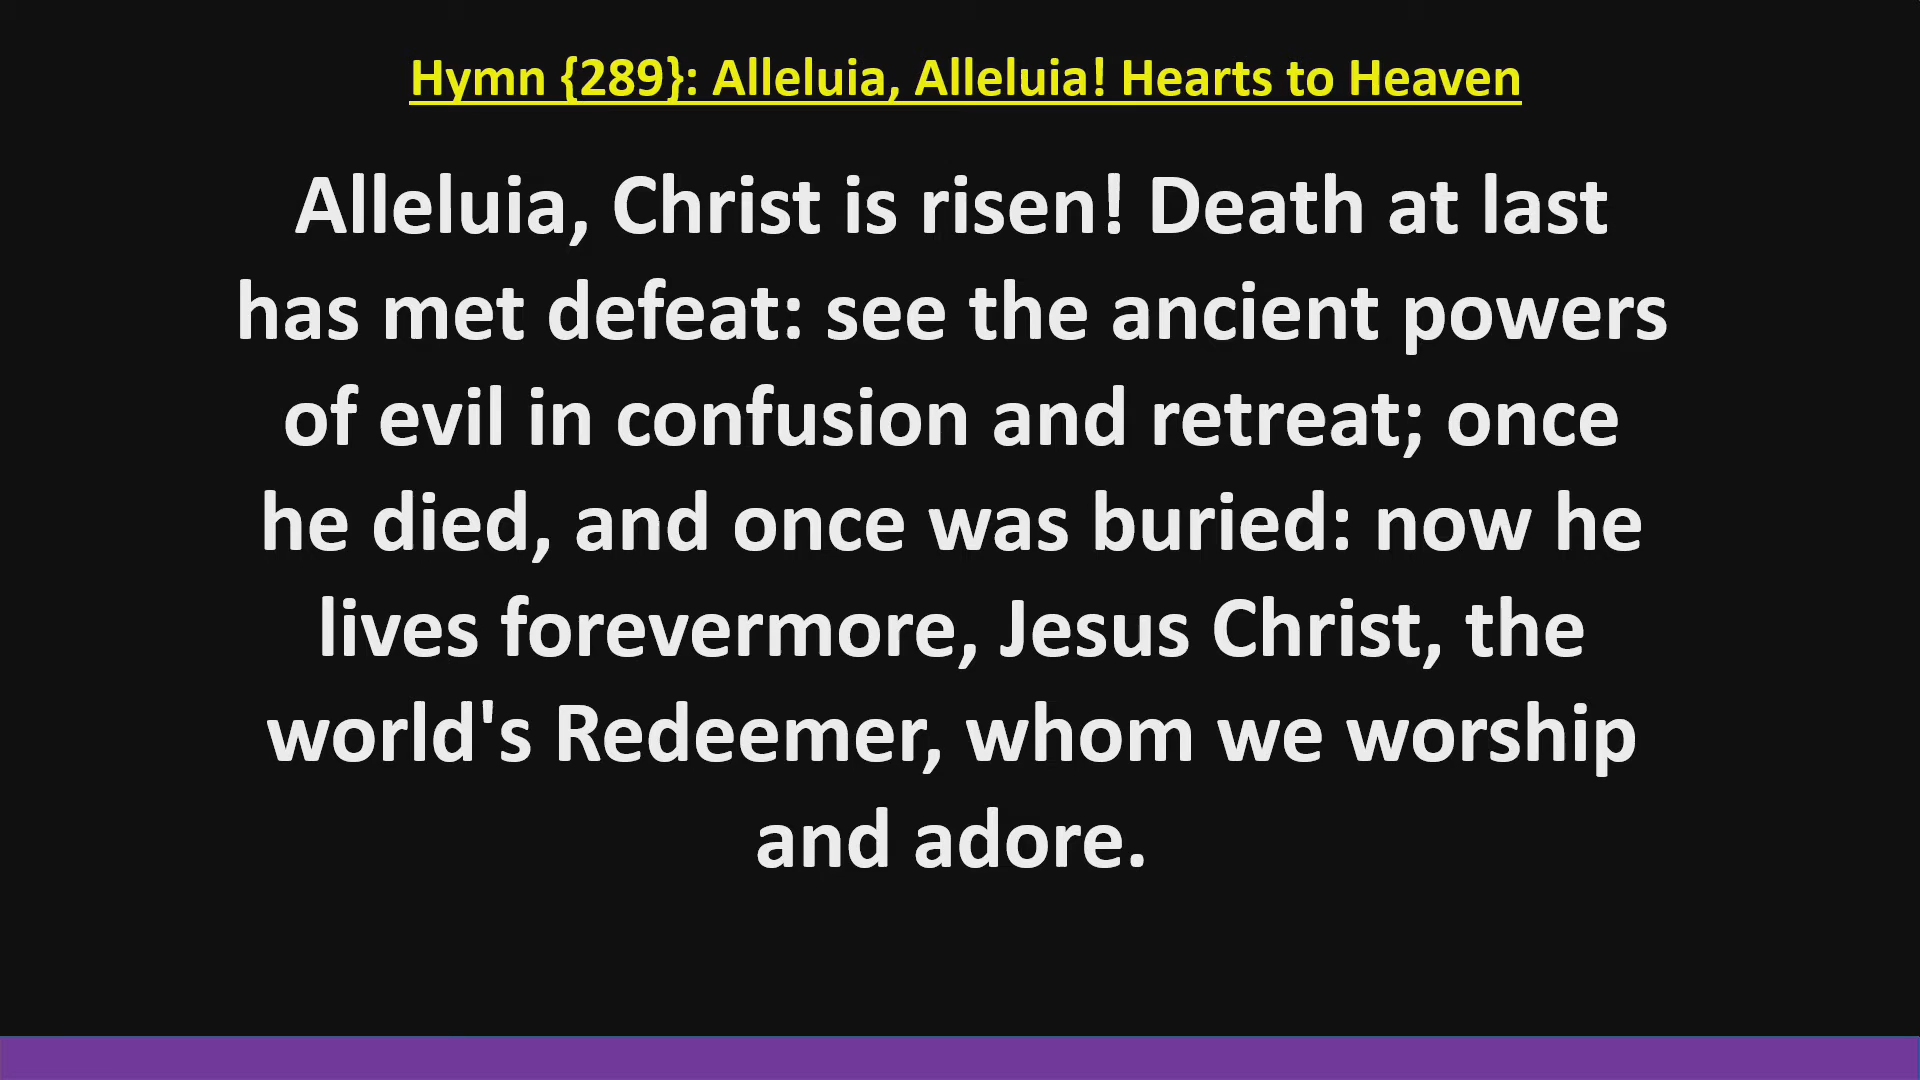 Hymn {289}: Alleluia, Alleluia! Hearts to Heaven
Alleluia, Christ is risen! Death at last
has met defeat: see the ancient powers
of evil in confusion and retreat; once
he died, and once was buried: now he
lives forevermore, Jesus Christ, the
world's Redeemer, whom we worship
and adore.